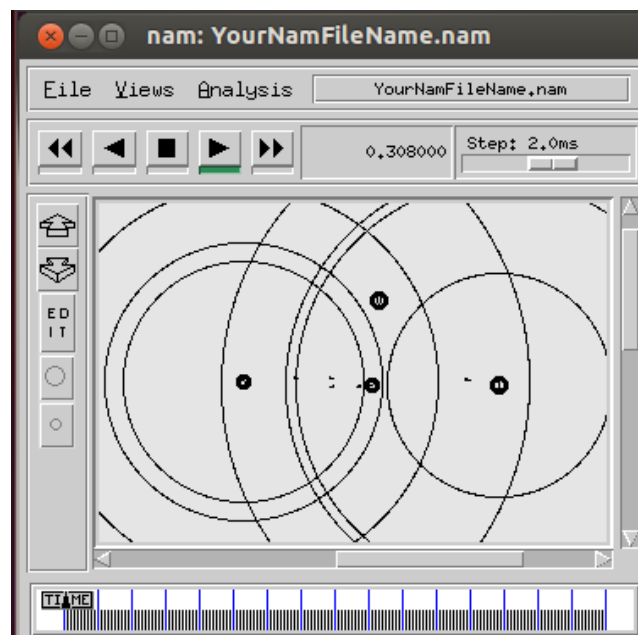 nam: YourNamFileName.nam
File Views Analysis YourNamFileName.nam
0.308000 Step: 2.0ms
ED
IT
TIME